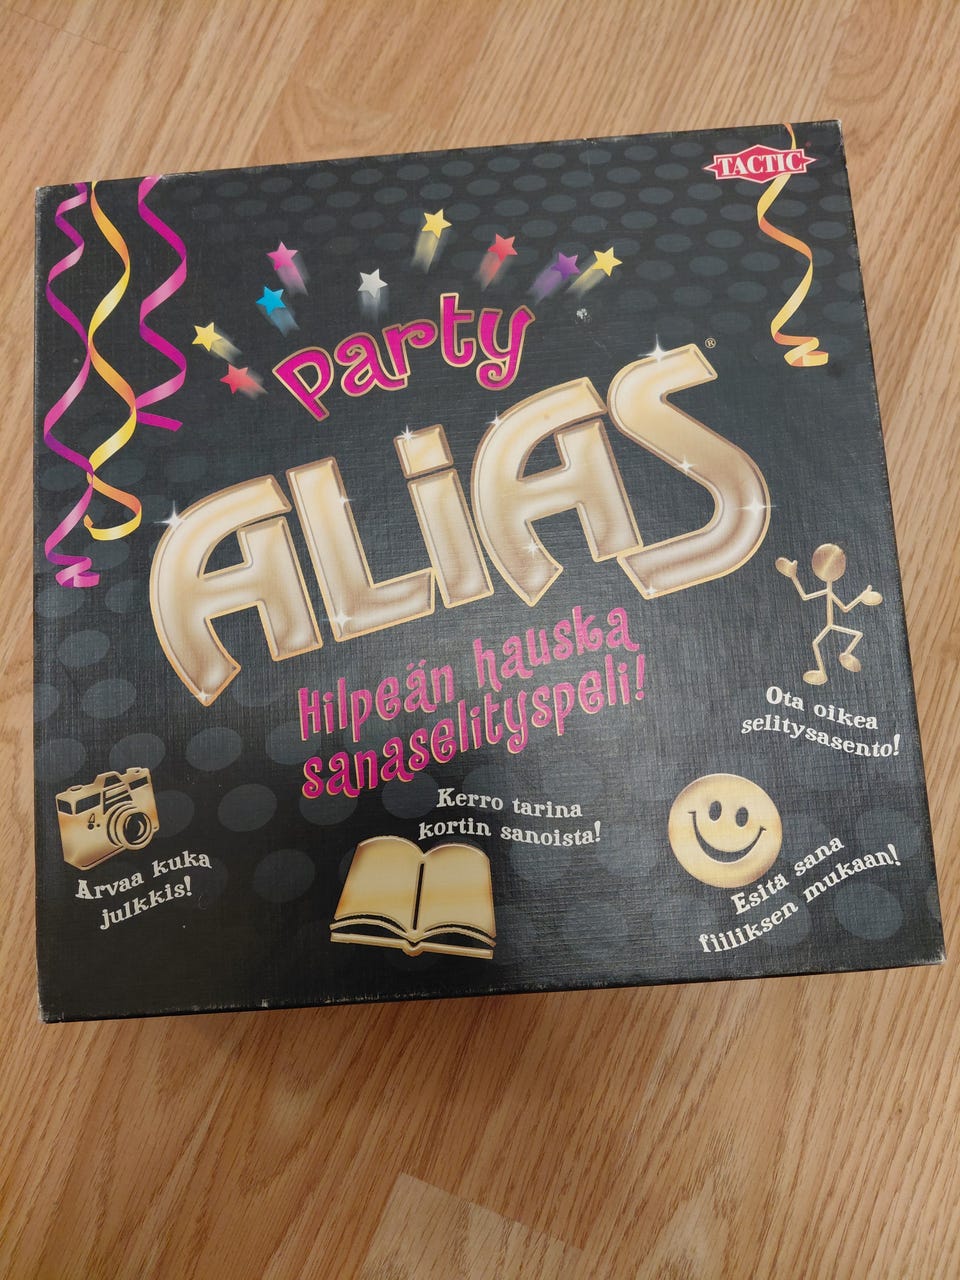 TACTIC
Party
ALiAS®
Hilpeän hauska
sanaselityspeli!
Ota oikea
selitysasento!
Kerro tarina
kortin sanoista!
4
Arvaa kuka
julkkis!
Esitä sana
fiiliksen mukaan!